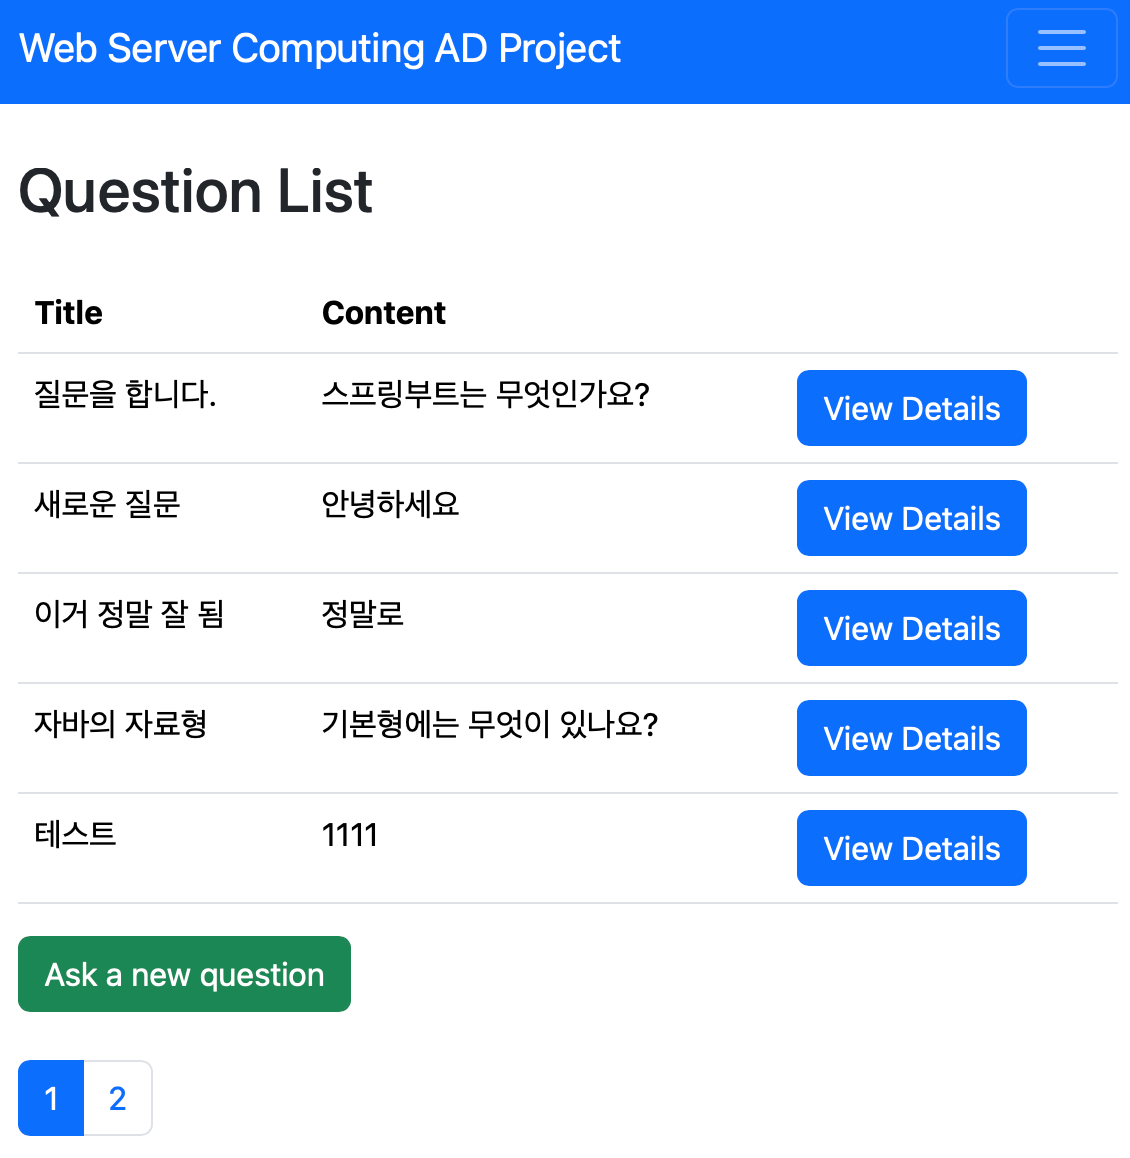 Web Server Computing AD Project
Question List
Title Content
질문을 합니다. 스프링부트는 무엇인가요? View Details
새로운 질문 안녕하세요 View Details
이거 정말 잘 됨 정말로 View Details
자바의 자료형 기본형에는 무엇이 있나요? View Details
테스트 1111 View Details
Ask a new question
1 2